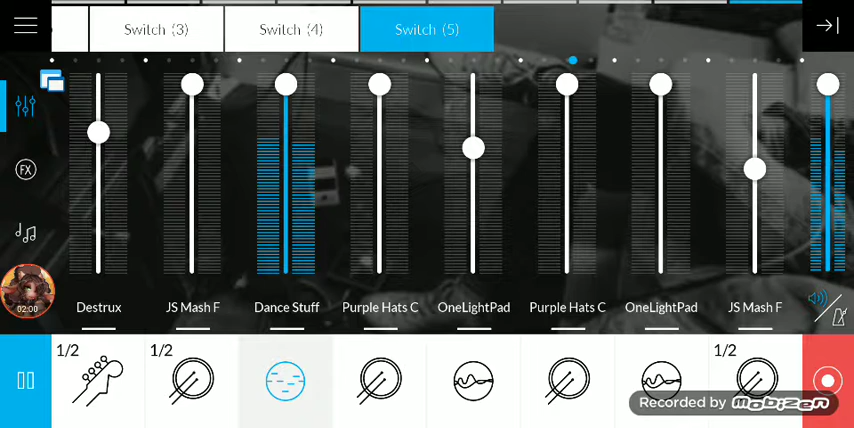 Switch (3)
Switch (4)
Switch (5)
FX
02:00
Destrux
JS Mash F
Dance Stuff
Purple Hats C
OneLightPad
Purple Hats C
OneLightPad
JS Mash F
1/2
1/2
1/2
Recorded by mobizen